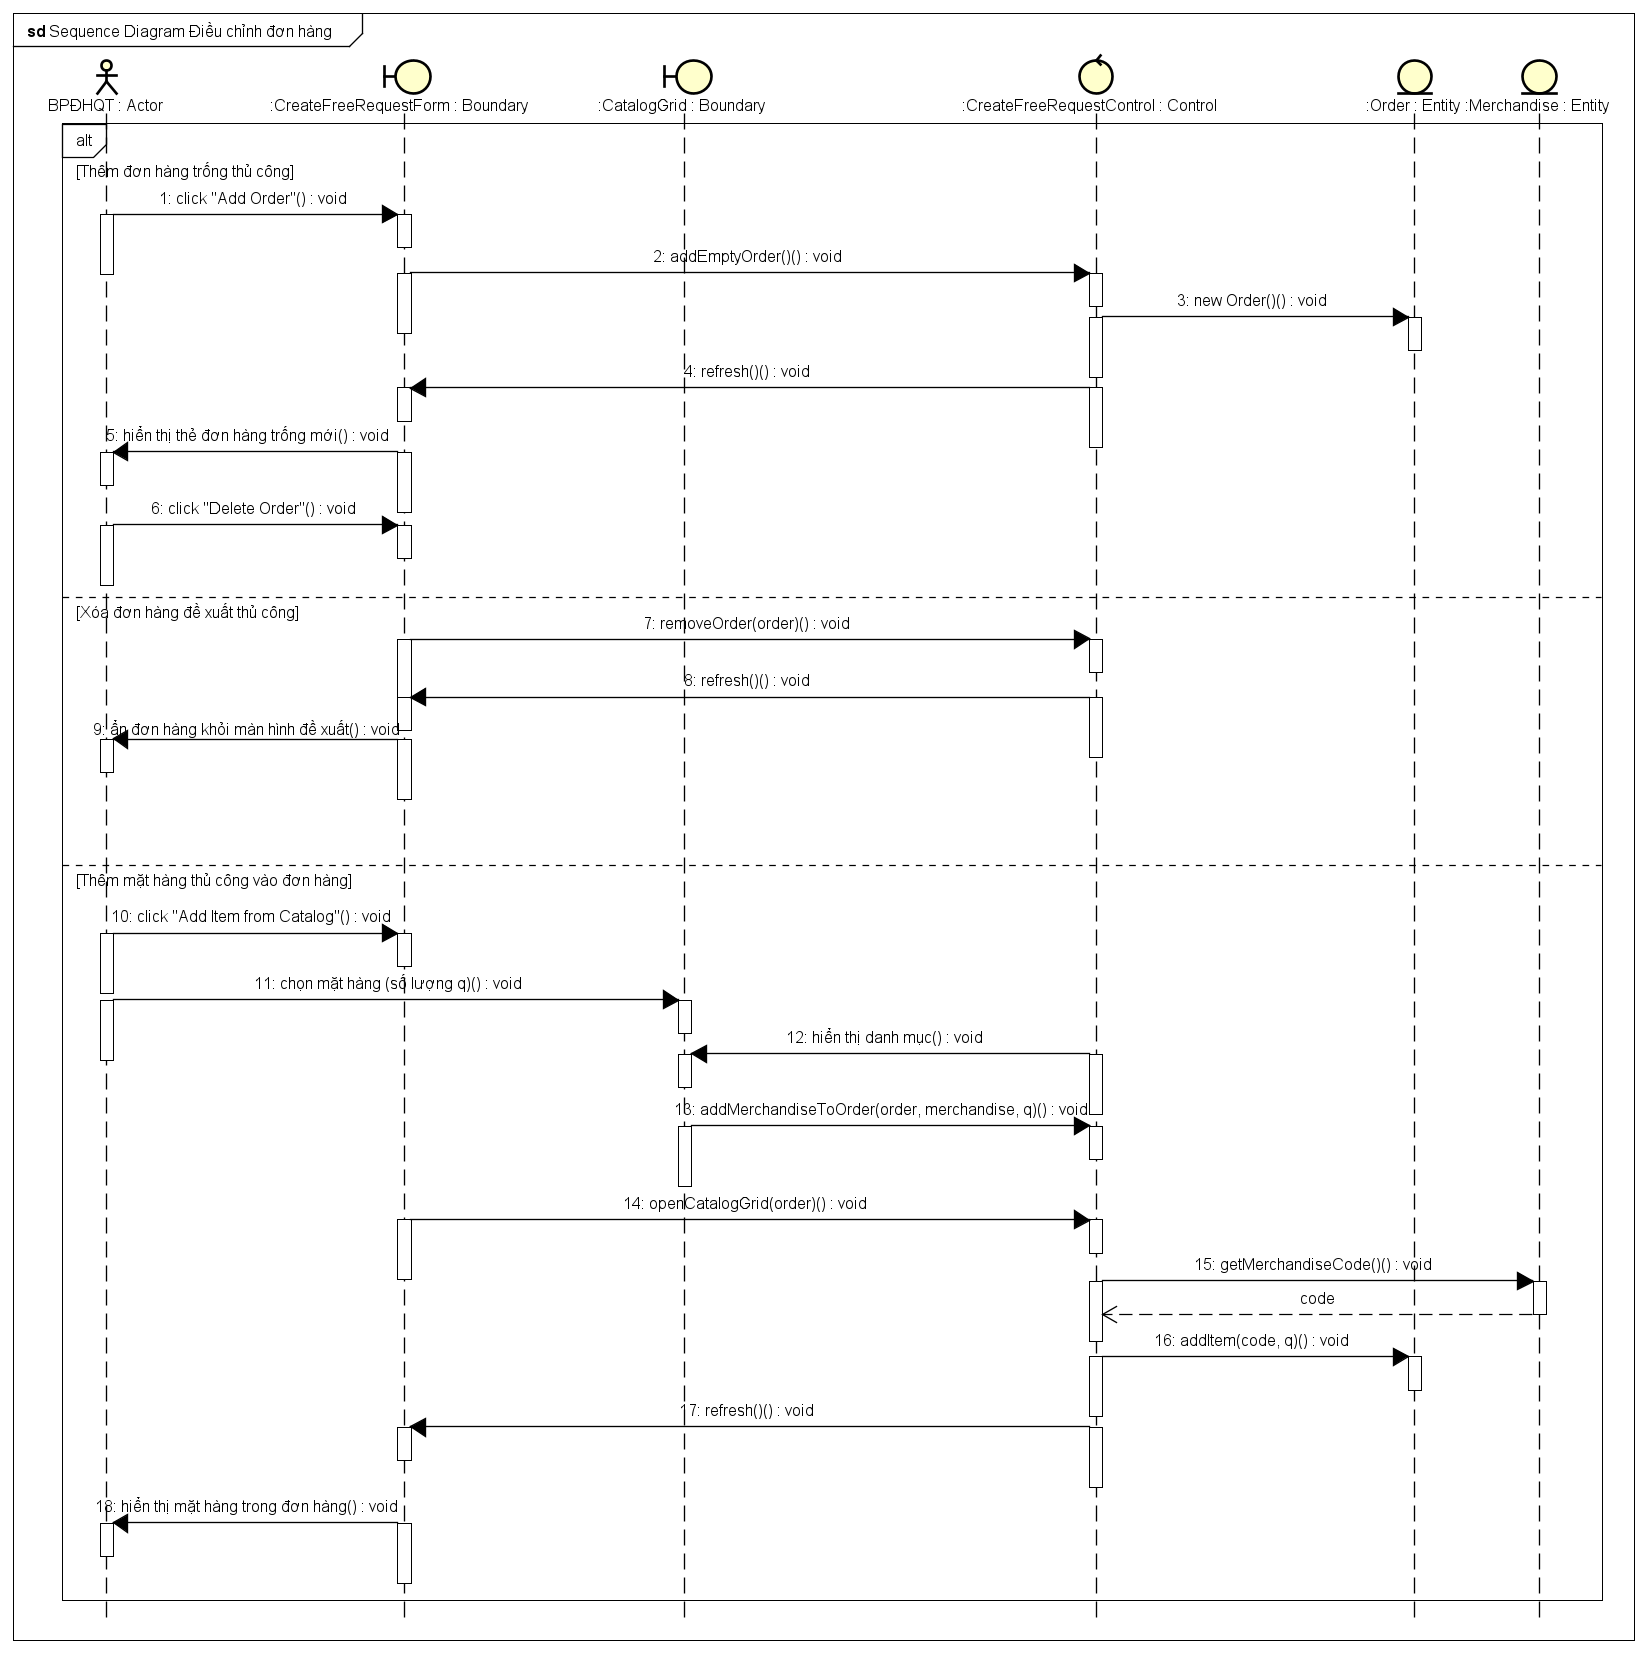 sd Sequence Diagram Điều chỉnh đơn hàng
BPĐHQT : Actor
:CreateFreeRequestForm : Boundary
:CatalogGrid : Boundary
:CreateFreeRequestControl : Control
:Order : Entity
:Merchandise : Entity
alt
[Thêm đơn hàng trống thủ công]
1: click "Add Order"() : void
2: addEmptyOrder()() : void
3: new Order()() : void
4: refresh()() : void
5: hiển thị thẻ đơn hàng trống mới() : void
6: click "Delete Order"() : void
[Xóa đơn hàng đề xuất thủ công]
7: removeOrder(order)() : void
8: refresh()() : void
9: ẩn đơn hàng khỏi màn hình đề xuất() : void
[Thêm mặt hàng thủ công vào đơn hàng]
10: click "Add Item from Catalog"() : void
11: chọn mặt hàng (số lượng q)() : void
12: hiển thị danh mục() : void
13: addMerchandiseToOrder(order, merchandise, q)() : void
14: openCatalogGrid(order)() : void
15: getMerchandiseCode()() : void
code
16: addItem(code, q)() : void
17: refresh()() : void
18: hiển thị mặt hàng trong đơn hàng() : void